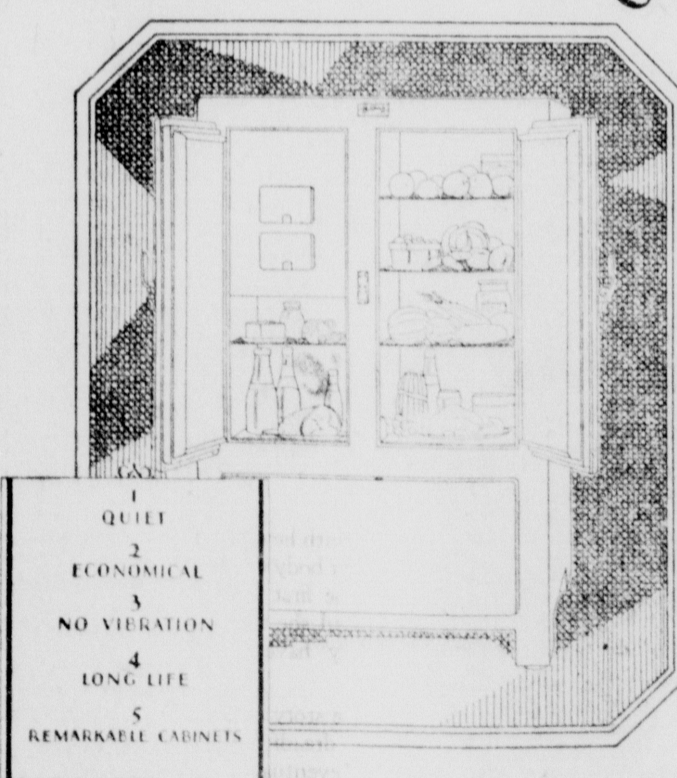 1
QUIET
2
ECONOMICAL
3
NO VIBRATION
4
LONG LIFE
5
REMARKABLE CABINETS